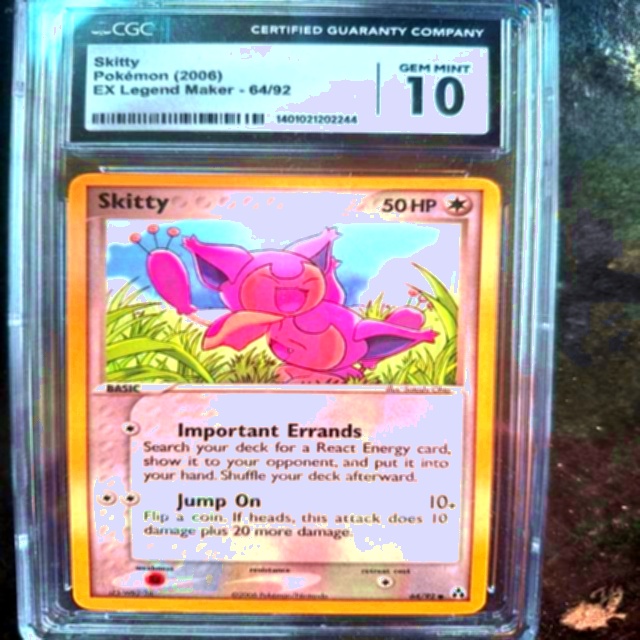 CGC CERTIFIED GUARANTY COMPANY
Skitty
Pokémon (2006)
EX Legend Maker - 64/92
GEM MINT
10
1401021202244
Skitty 50 HP
BASIC
Important Errands
Search your deck for a React Energy card,
show it to your opponent, and put it into
your hand. Shuffle your deck afterward.
Jump On 10+
Flip a coin. If heads, this attack does 10
damage plus 20 more damage.
weakness resistance retreat cost
©2006 Pokémon/Nintendo 64/92